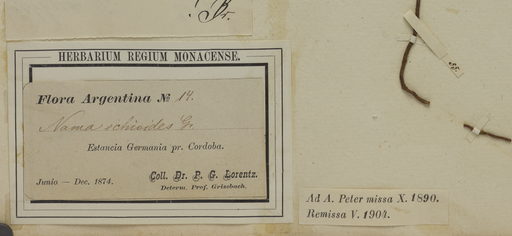 Br.
HERBARIUM REGIUM MONACENSE.
Flora Argentina № 14.
Nama echioides G.
Estancia Germania pr. Cordoba.
Junio — Dec. 1874.
Coll. Dr. P. G. Lorentz.
Determ. Prof. Grisebach.
Ad A. Peter missa X. 1890.
Remissa V. 1904.